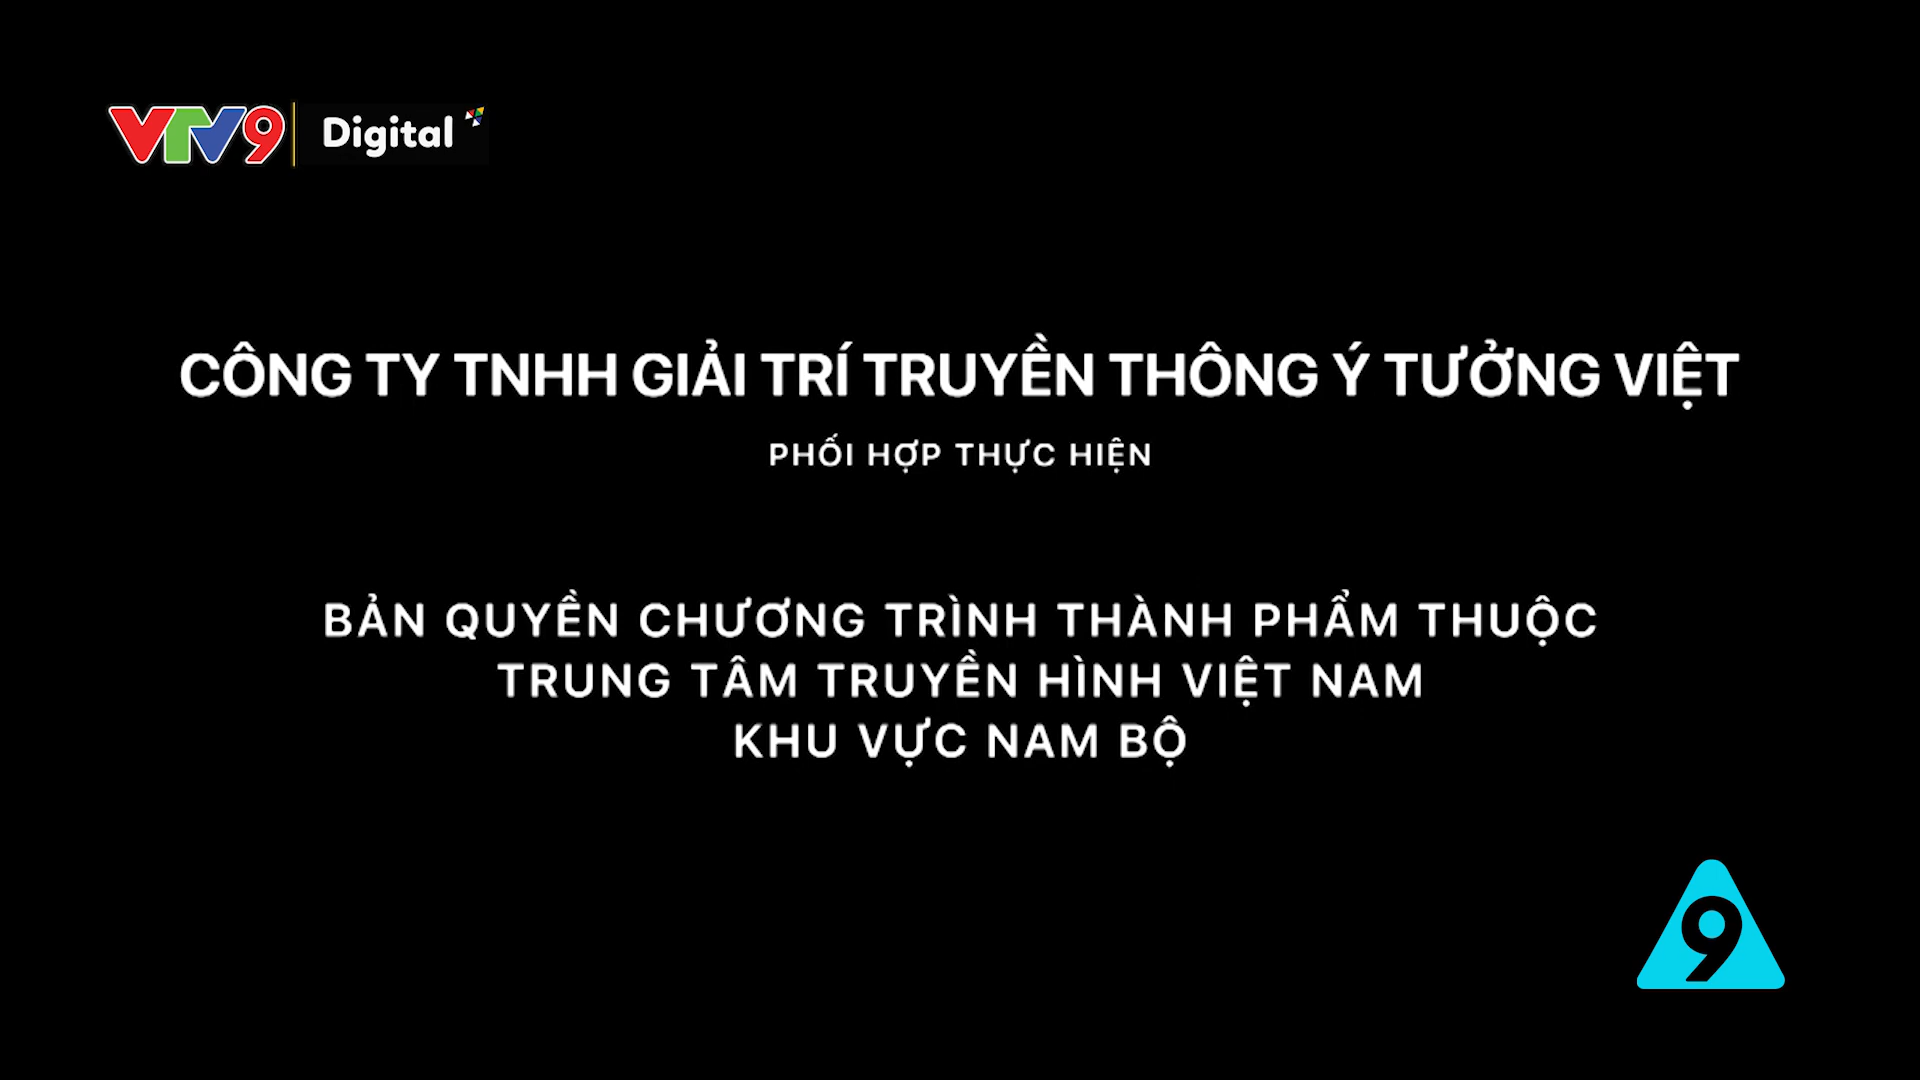 VTV9 Digital
CÔNG TY TNHH GIẢI TRÍ TRUYỀN THÔNG Ý TƯỞNG VIỆT
PHỐI HỢP THỰC HIỆN
BẢN QUYỀN CHƯƠNG TRÌNH THÀNH PHẨM THUỘC
TRUNG TÂM TRUYỀN HÌNH VIỆT NAM
KHU VỰC NAM BỘ
9